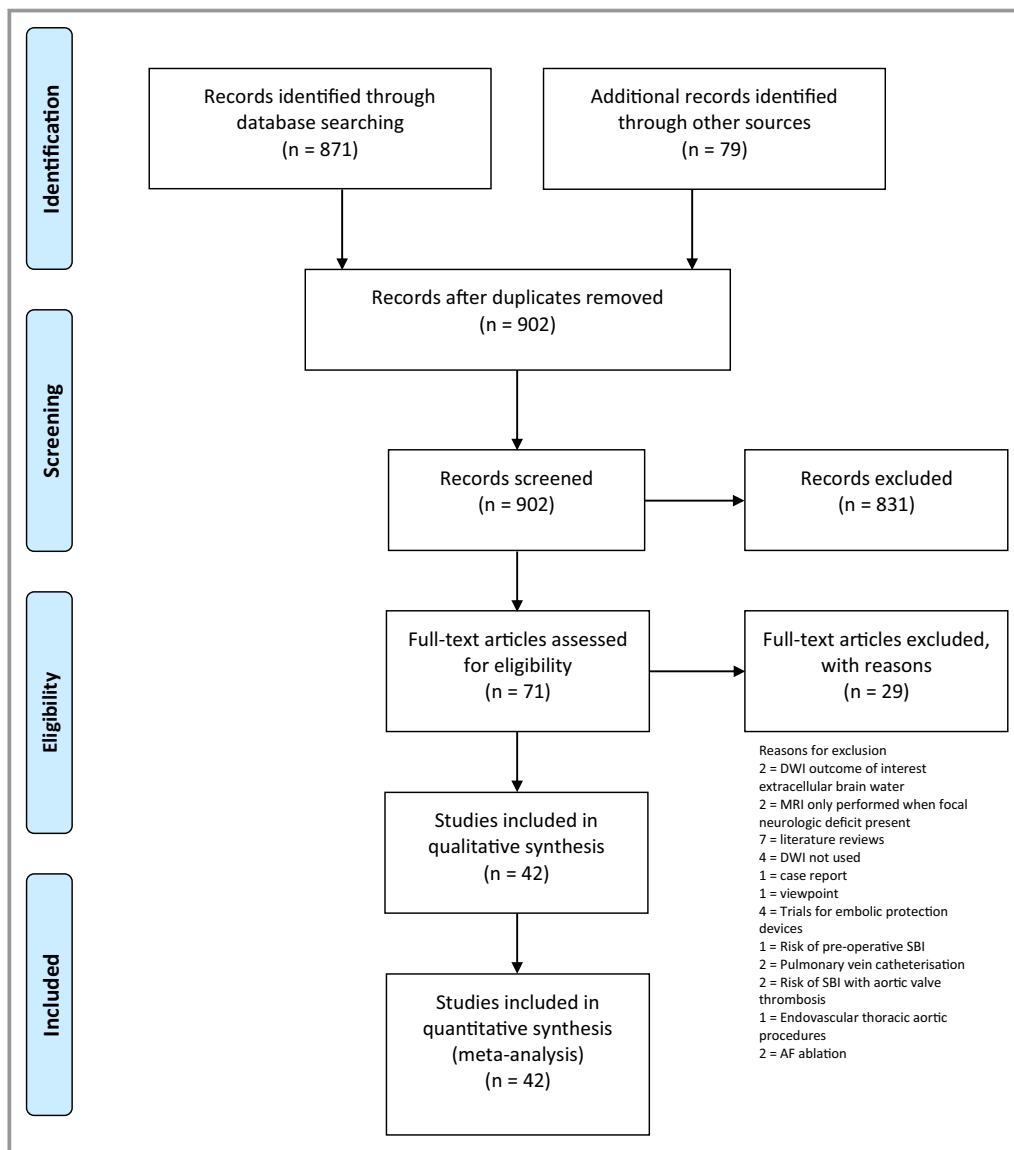 Identification
Records identified through
database searching
(n = 871)
Additional records identified
through other sources
(n = 79)
Records after duplicates removed
(n = 902)
Screening
Records screened
(n = 902)
Records excluded
(n = 831)
Eligibility
Full-text articles assessed
for eligibility
(n = 71)
Full-text articles excluded,
with reasons
(n = 29)
Reasons for exclusion
2 = DWI outcome of interest
extracellular brain water
2 = MRI only performed when focal
neurologic deficit present
7 = literature reviews
4 = DWI not used
1 = case report
1 = viewpoint
4 = Trials for embolic protection
devices
1 = Risk of pre-operative SBI
2 = Pulmonary vein catheterisation
2 = Risk of SBI with aortic valve
thrombosis
1 = Endovascular thoracic aortic
procedures
2 = AF ablation
Studies included in
qualitative synthesis
(n = 42)
Included
Studies included in
quantitative synthesis
(meta-analysis)
(n = 42)